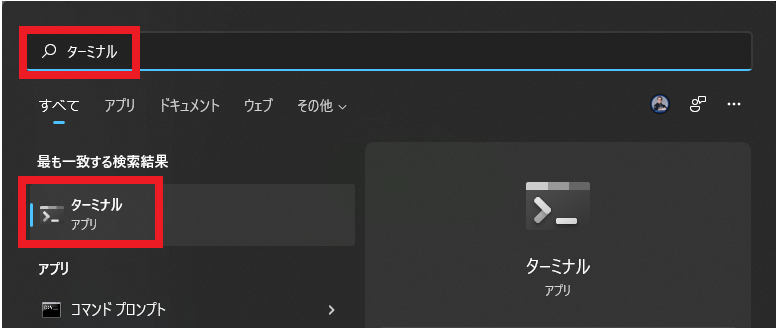 ターミナル
すべて アプリ ドキュメント ウェブ その他
最も一致する検索結果
ターミナル
アプリ
ターミナル
アプリ
アプリ
コマンド プロンプト